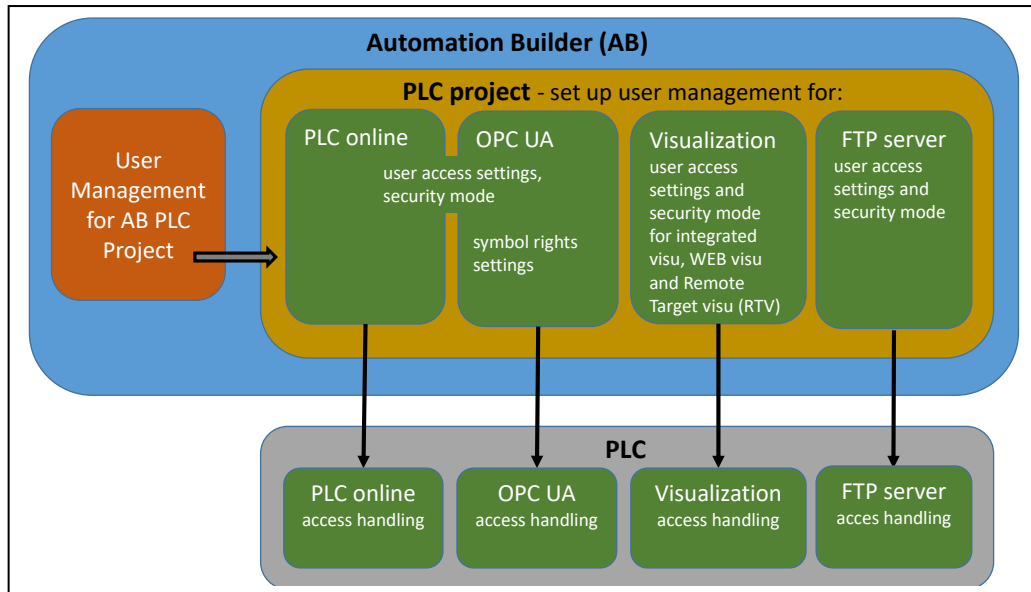 Automation Builder (AB)
PLC project - set up user management for:
User
Management
for AB PLC
Project
PLC online
OPC UA
user access settings,
security mode
symbol rights
settings
Visualization
user access
settings and
security mode
for integrated
visu, WEB visu
and Remote
Target visu (RTV)
FTP server
user access
settings and
security mode
PLC
PLC online
access handling
OPC UA
access handling
Visualization
access handling
FTP server
acces handling